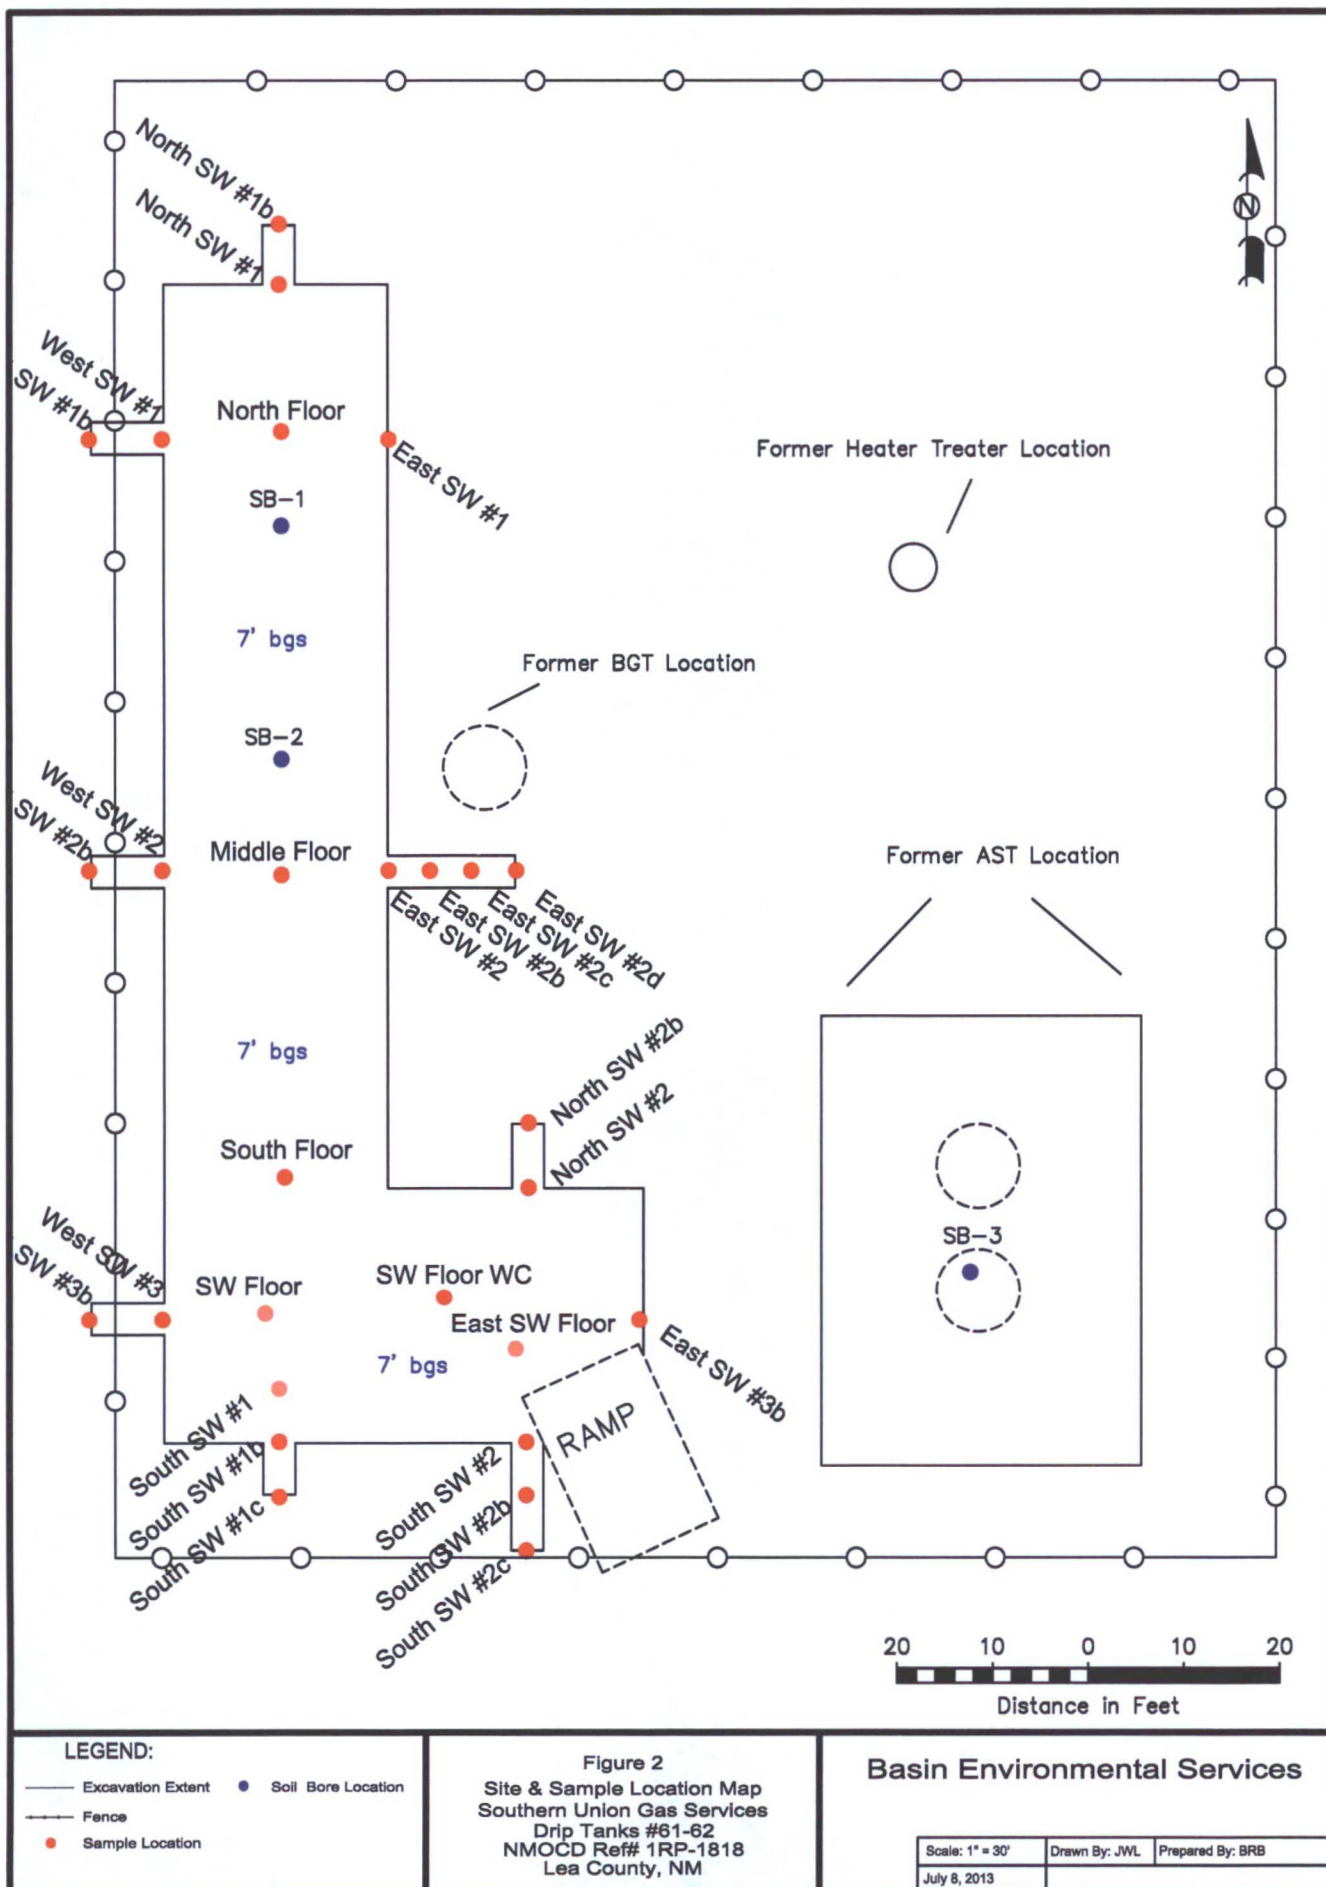 North SW #1b
North SW #1
N
West SW #1
SW #1b
North Floor
East SW #1
SB-1
Former Heater Treater Location
7' bgs
Former BGT Location
SB-2
West SW #2
SW #2b
Middle Floor
East SW #2
East SW #2b
East SW #2c
East SW #2d
Former AST Location
7' bgs
North SW #2b
North SW #2
South Floor
West SW #3
SW #3b
SW Floor
SW Floor WC
East SW Floor
7' bgs
East SW #3b
SB-3
RAMP
South SW #1
South SW #1b
South SW #1c
South SW #2
South SW #2b
South SW #2c
20 10 0 10 20
Distance in Feet
LEGEND:
Excavation Extent
Soil Bore Location
Fence
Sample Location
Figure 2
Site & Sample Location Map
Southern Union Gas Services
Drip Tanks #61-62
NMOCD Ref# 1RP-1818
Lea County, NM
Basin Environmental Services
Scale: 1" = 30'
Drawn By: JWL
Prepared By: BRB
July 8, 2013